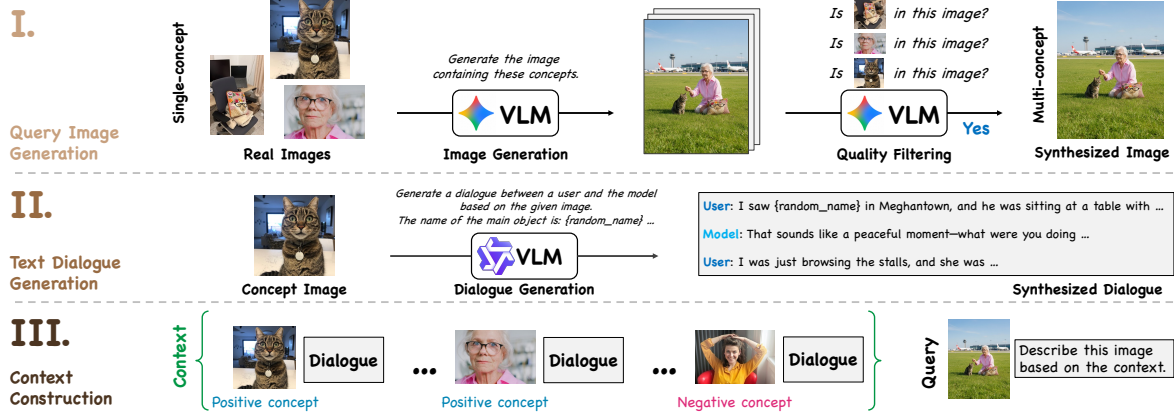 I.
Query Image
Generation
Single-concept
Real Images
Generate the image
containing these concepts.
VLM
Image Generation
Is in this image?
Is in this image?
Is in this image?
VLM
Yes
Quality Filtering
Multi-concept
Synthesized Image
II.
Text Dialogue
Generation
Concept Image
Generate a dialogue between a user and the model
based on the given image.
The name of the main object is: {random_name} ...
VLM
Dialogue Generation
User: I saw {random_name} in Meghantown, and he was sitting at a table with ...
Model: That sounds like a peaceful moment—what were you doing ...
User: I was just browsing the stalls, and she was ...
Synthesized Dialogue
III.
Context
Construction
Context
Dialogue
Positive concept
...
Dialogue
Positive concept
...
Dialogue
Negative concept
Query
Describe this image
based on the context.